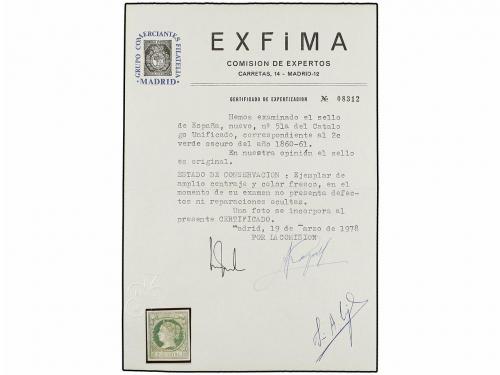 GRUPO COMERCIANTES FILATELIA
MADRID
EXFiMA
COMISION DE EXPERTOS
CARRETAS, 14 - MADRID-12
CERTIFICADO DE EXPERTIZACION № 08312
Hemos examinado el sello
de España, nuevo, nº 51a del Catalo
go Unificado, correspondiente al 2c
verde oscuro del año 1860-61.
En nuestra opinión el sello
es original.
ESTADO DE CONSERVACION : Ejemplar de
amplio centraje y color fresco, en
el momento de su examen no presenta defec-
tos ni reparaciones ocultas.
Una foto se incorpora al
presente CERTIFICADO.
Madrid, 19 de marzo de 1978
POR LA COMISION